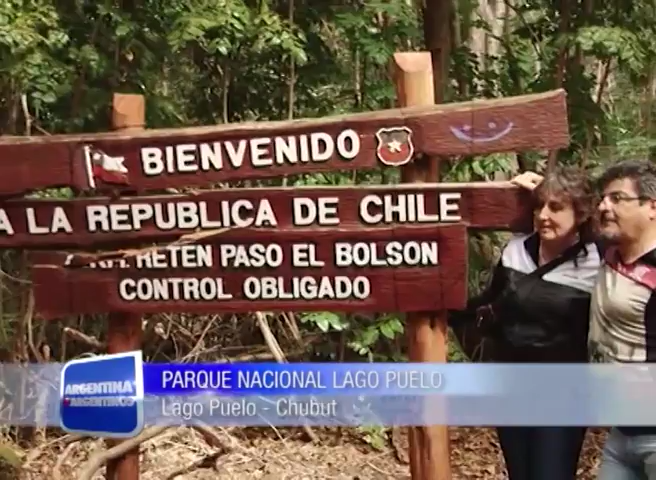 BIENVENIDO
A LA REPUBLICA DE CHILE
RETEN PASO EL BOLSON
CONTROL OBLIGADO
ARGENTINA
ARGENTINOS
PARQUE NACIONAL LAGO PUELO
Lago Puelo - Chubut